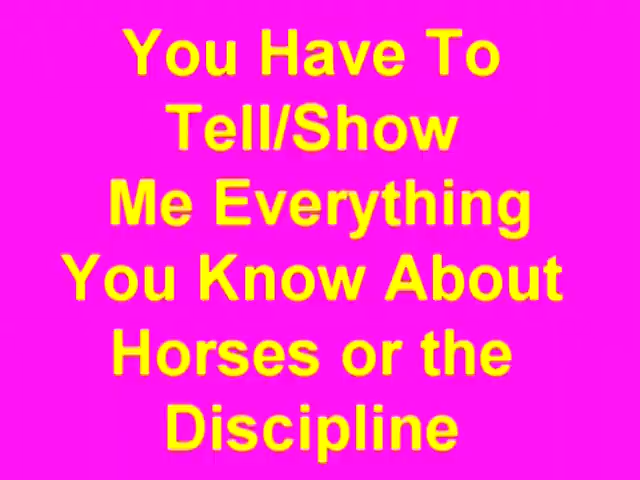 You Have To
Tell/Show
Me Everything
You Know About
Horses or the
Discipline